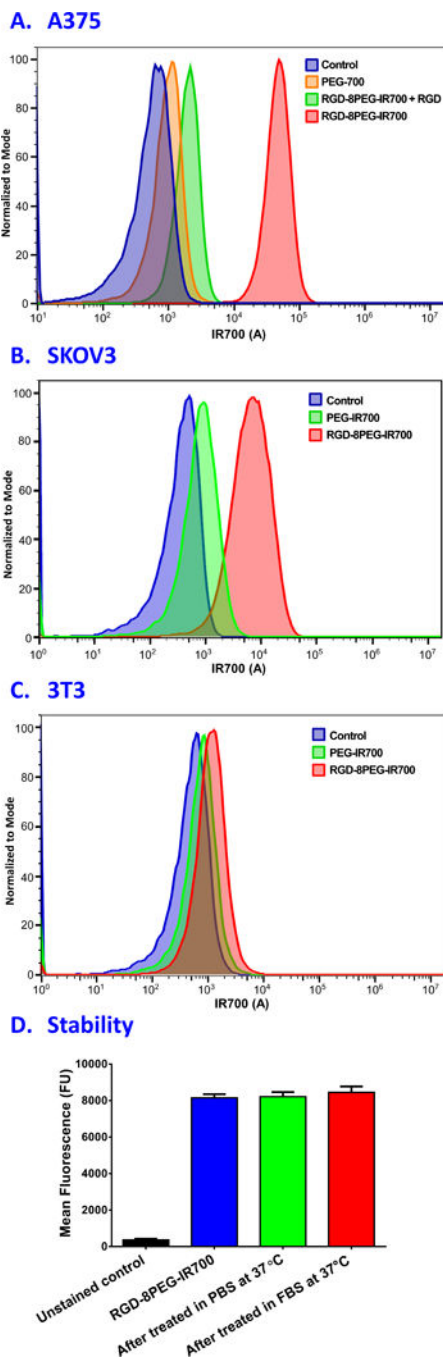 A. A375
Normalized to Mode
100
80
60
40
20
0
Control
PEG-700
RGD-8PEG-IR700 + RGD
RGD-8PEG-IR700
10¹ 10² 10³ 10⁴ 10⁵ 10⁶ 10⁷
IR700 (A)
B. SKOV3
Normalized to Mode
100
80
60
40
20
0
Control
PEG-IR700
RGD-8PEG-IR700
10⁰ 10¹ 10² 10³ 10⁴ 10⁵ 10⁶ 10⁷
IR700 (A)
C. 3T3
Normalized to Mode
100
80
60
40
20
0
Control
PEG-IR700
RGD-8PEG-IR700
10⁰ 10¹ 10² 10³ 10⁴ 10⁵ 10⁶ 10⁷
IR700 (A)
D. Stability
Mean Fluorescence (FU)
10000
8000
6000
4000
2000
0
Unstained control
RGD-8PEG-IR700
After treated in PBS at 37°C
After treated in FBS at 37°C